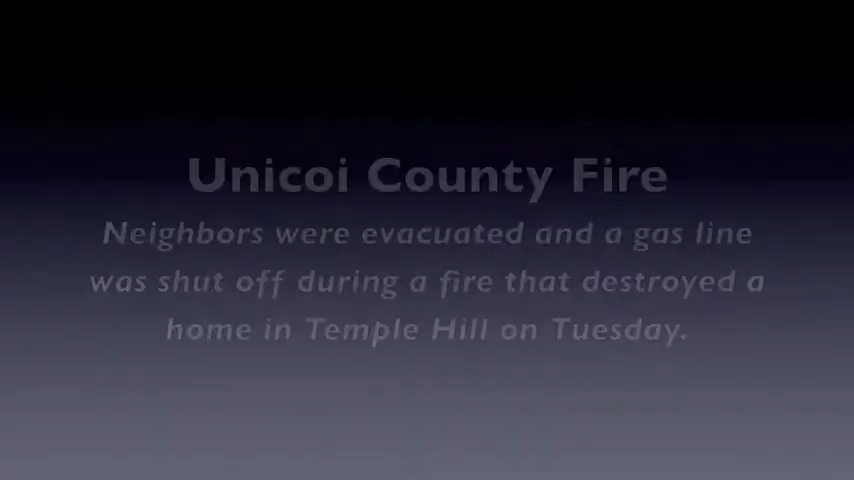 Unicoi County Fire
Neighbors were evacuated and a gas line
was shut off during a fire that destroyed a
home in Temple Hill on Tuesday.